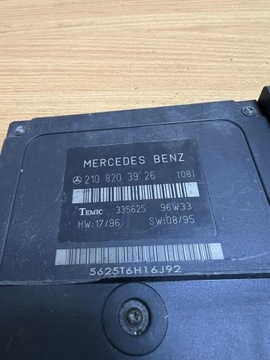 MERCEDES BENZ
210 820 39 26 (08)
TEMIC 335625 96W33
HW:17/96 SW:08/95
5625T6H16J92